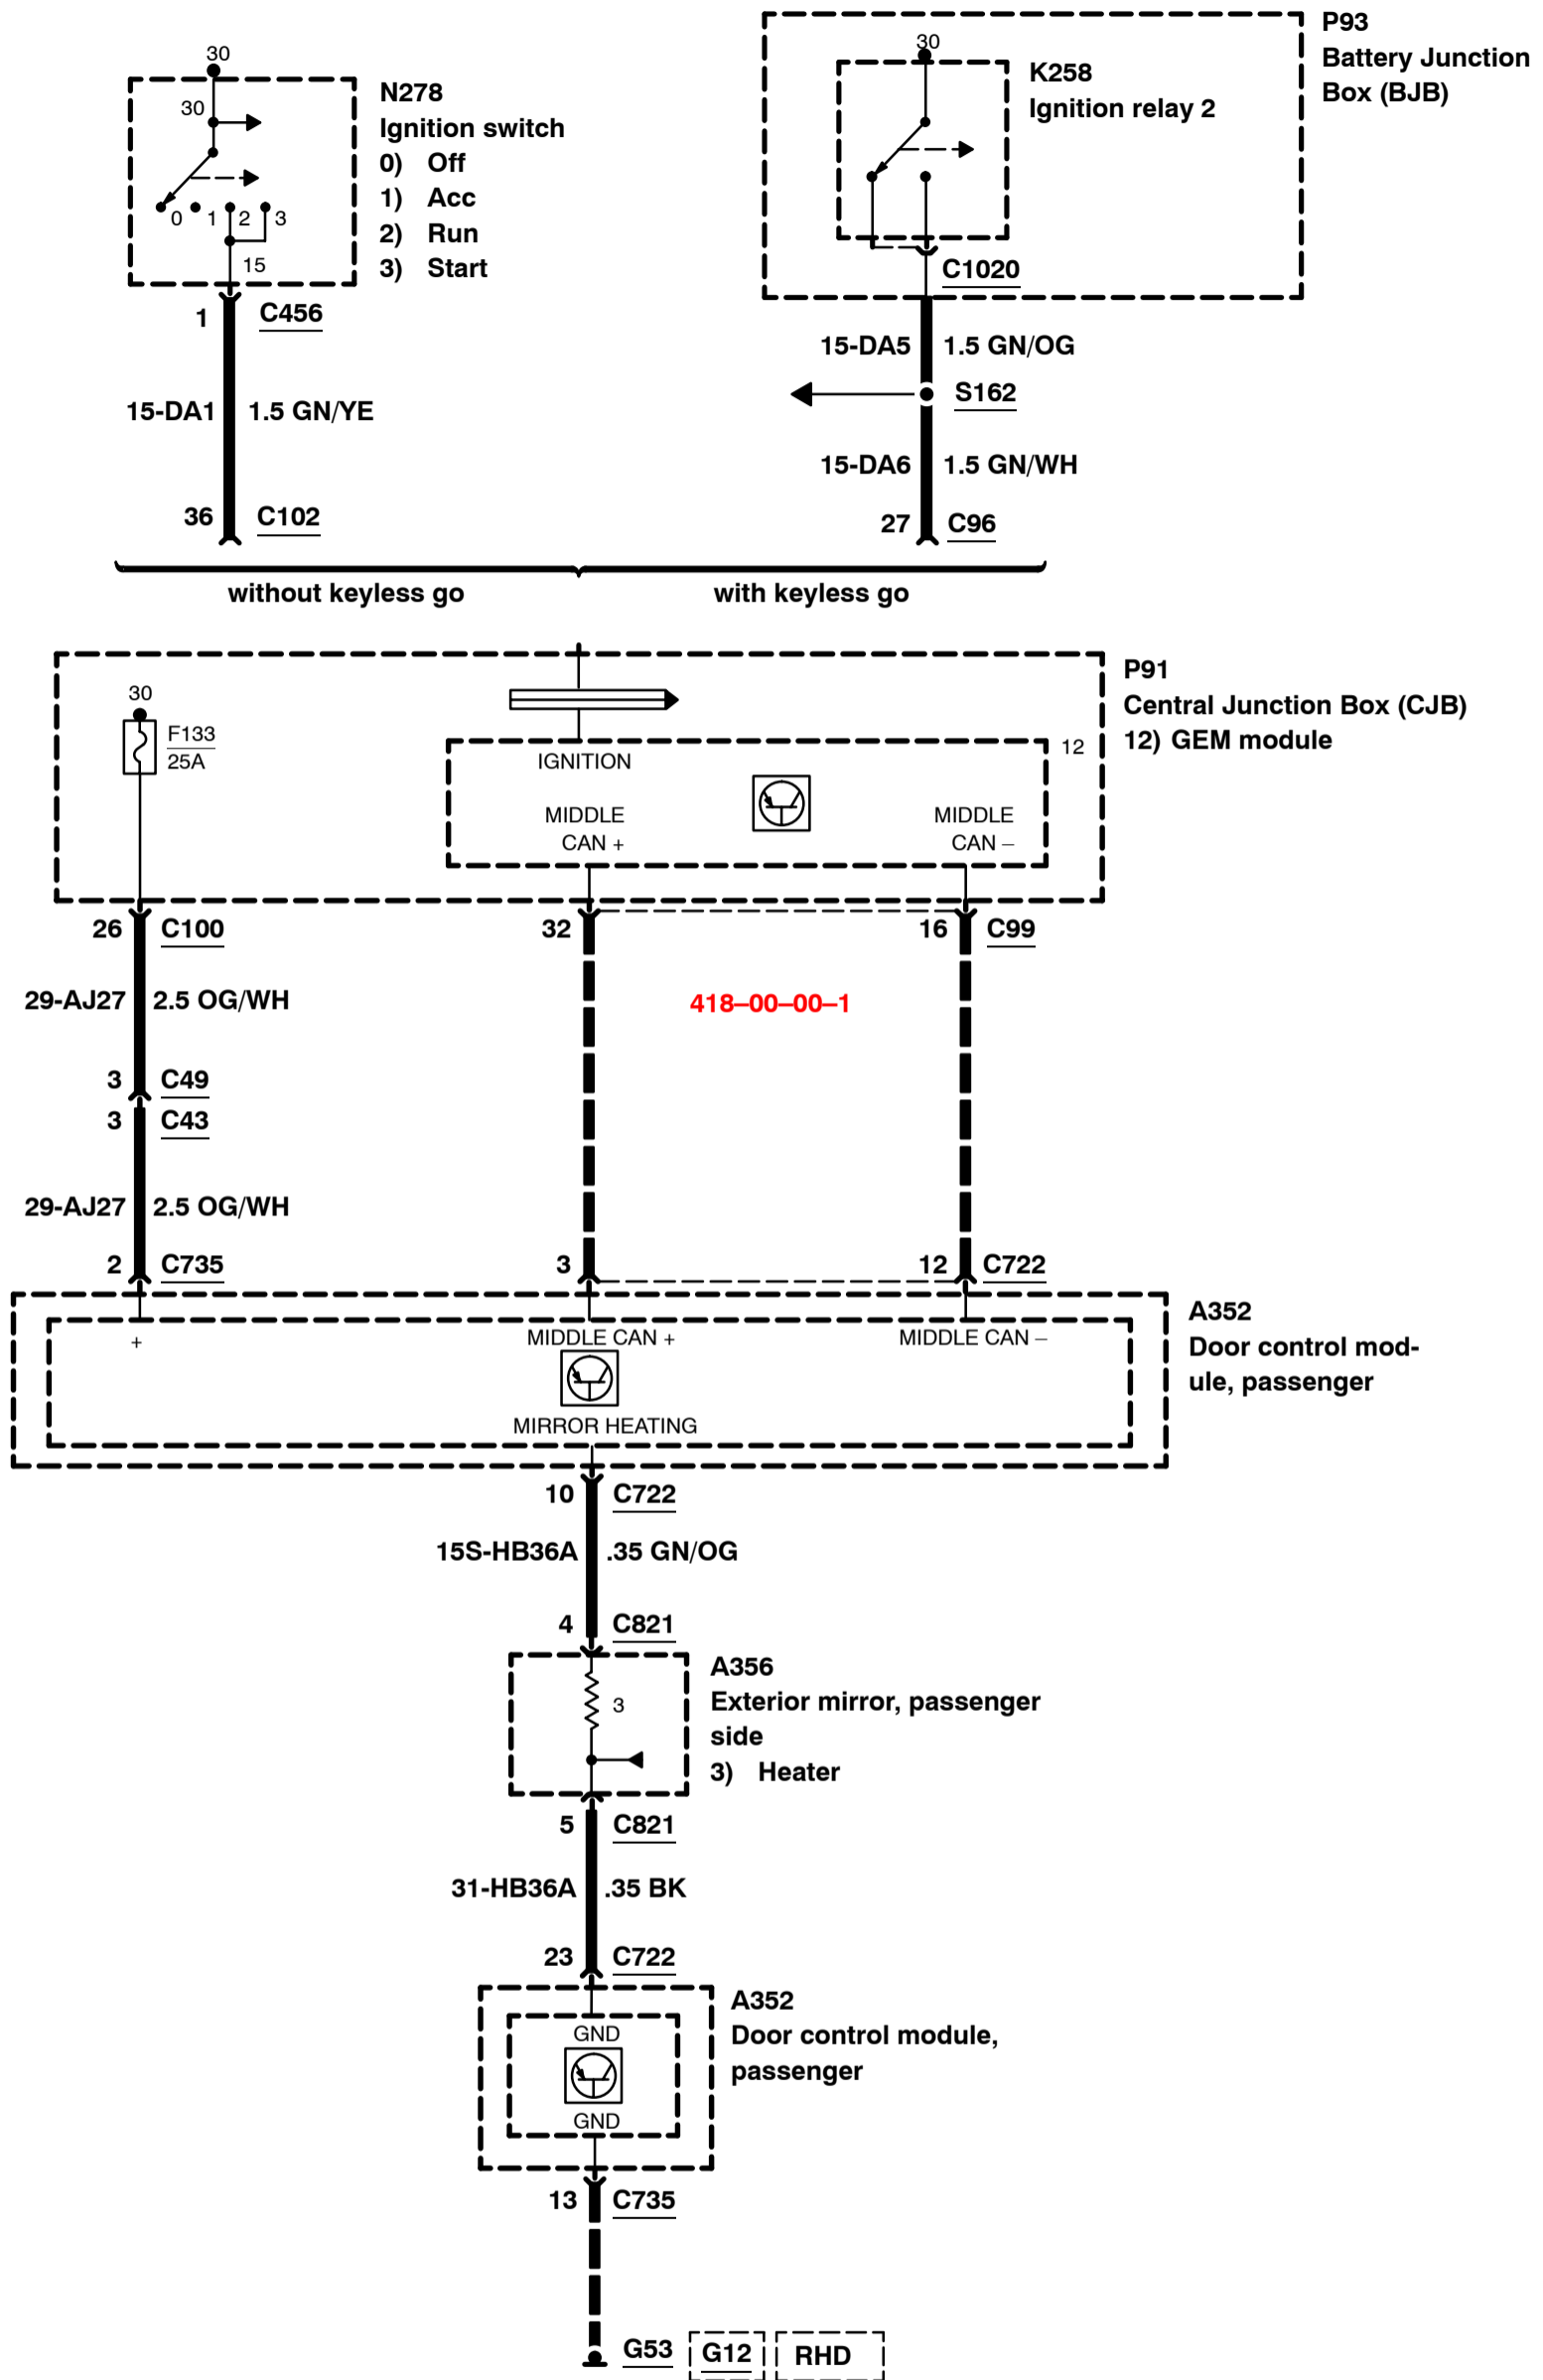 30
30
N278
Ignition switch
0) Off
1) Acc
2) Run
3) Start
0 1 2 3
15
1 C456
15-DA1 1.5 GN/YE
36 C102
P93
Battery Junction
Box (BJB)
30
K258
Ignition relay 2
C1020
15-DA5 1.5 GN/OG
S162
15-DA6 1.5 GN/WH
27 C96
without keyless go with keyless go
P91
Central Junction Box (CJB)
12) GEM module
30
F133
25A
IGNITION 12
MIDDLE MIDDLE
CAN + CAN –
26 C100 32 16 C99
29-AJ27 2.5 OG/WH 418–00–00–1
3 C49
3 C43
29-AJ27 2.5 OG/WH
2 C735 3 12 C722
A352
Door control mod-
ule, passenger
+ MIDDLE CAN + MIDDLE CAN –
MIRROR HEATING
10 C722
15S-HB36A .35 GN/OG
4 C821
A356
Exterior mirror, passenger
side
3) Heater
3
5 C821
31-HB36A .35 BK
23 C722
A352
Door control module,
passenger
GND
GND
13 C735
G53 G12 RHD